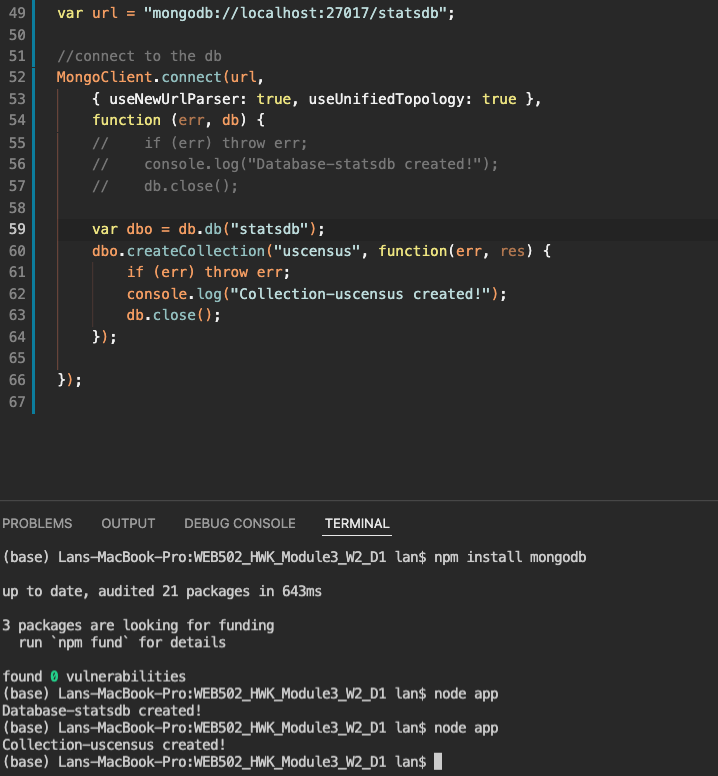 49 var url = "mongodb://localhost:27017/statsdb";
50
51 //connect to the db
52 MongoClient.connect(url,
53 { useNewUrlParser: true, useUnifiedTopology: true },
54 function (err, db) {
55 // if (err) throw err;
56 // console.log("Database-statsdb created!");
57 // db.close();
58
59 var dbo = db.db("statsdb");
60 dbo.createCollection("uscensus", function(err, res) {
61 if (err) throw err;
62 console.log("Collection-uscensus created!");
63 db.close();
64 });
65
66 });
67
PROBLEMS OUTPUT DEBUG CONSOLE TERMINAL
(base) Lans-MacBook-Pro:WEB502_HWK_Module3_W2_D1 lan$ npm install mongodb
up to date, audited 21 packages in 643ms
3 packages are looking for funding
run `npm fund` for details
found 0 vulnerabilities
(base) Lans-MacBook-Pro:WEB502_HWK_Module3_W2_D1 lan$ node app
Database-statsdb created!
(base) Lans-MacBook-Pro:WEB502_HWK_Module3_W2_D1 lan$ node app
Collection-uscensus created!
(base) Lans-MacBook-Pro:WEB502_HWK_Module3_W2_D1 lan$